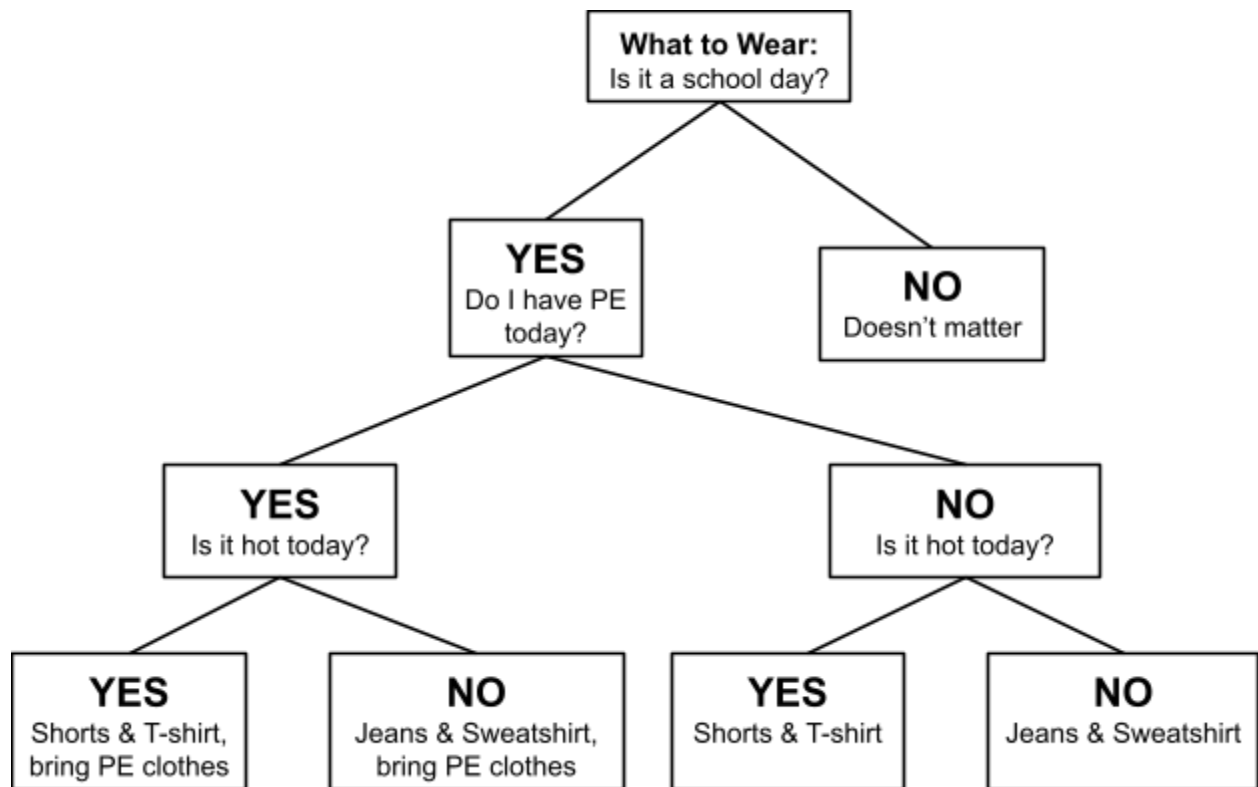 What to Wear:
Is it a school day?
YES
Do I have PE
today?
NO
Doesn’t matter
YES
Is it hot today?
NO
Is it hot today?
YES
Shorts & T-shirt,
bring PE clothes
NO
Jeans & Sweatshirt,
bring PE clothes
YES
Shorts & T-shirt
NO
Jeans & Sweatshirt